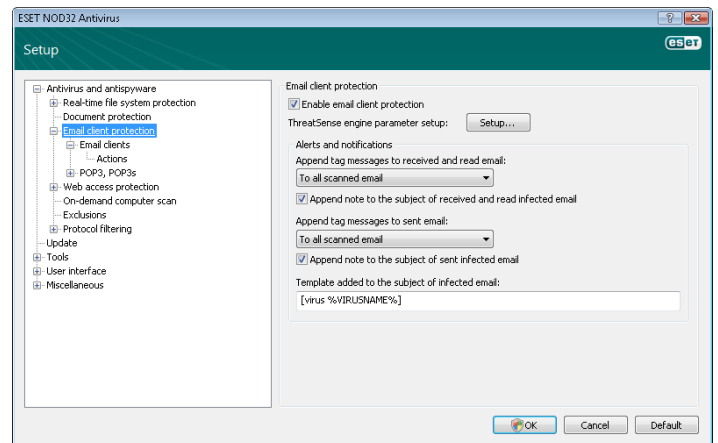 ESET NOD32 Antivirus
Setup
eset
Antivirus and antispyware
Real-time file system protection
Document protection
Email client protection
Email clients
Actions
POP3, POP3s
Web access protection
On-demand computer scan
Exclusions
Protocol filtering
Update
Tools
User interface
Miscellaneous
Email client protection
Enable email client protection
ThreatSense engine parameter setup: Setup...
Alerts and notifications
Append tag messages to received and read email:
To all scanned email
Append note to the subject of received and read infected email
Append tag messages to sent email:
To all scanned email
Append note to the subject of sent infected email
Template added to the subject of infected email:
[virus %VIRUSNAME%]
OK Cancel Default